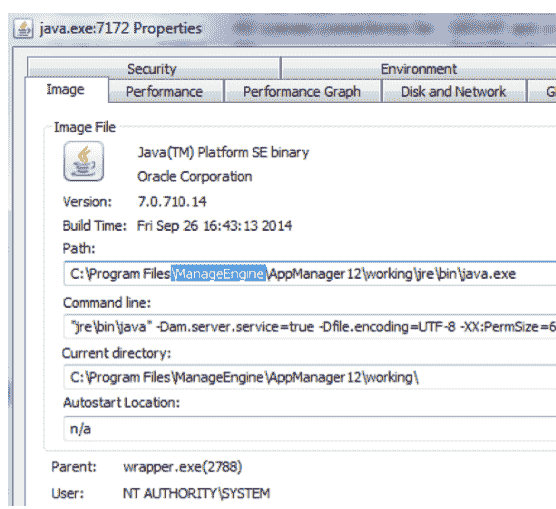 java.exe:7172 Properties
Security Environment
Image Performance Performance Graph Disk and Network G
Image File
Java(TM) Platform SE binary
Oracle Corporation
Version: 7.0.710.14
Build Time: Fri Sep 26 16:43:13 2014
Path:
C:\Program Files\ManageEngine\AppManager12\working\jre\bin\java.exe
Command line:
"jre\bin\java" -Dam.server.service=true -Dfile.encoding=UTF-8 -XX:PermSize=6
Current directory:
C:\Program Files\ManageEngine\AppManager12\working\
Autostart Location:
n/a
Parent: wrapper.exe(2788)
User: NT AUTHORITY\SYSTEM